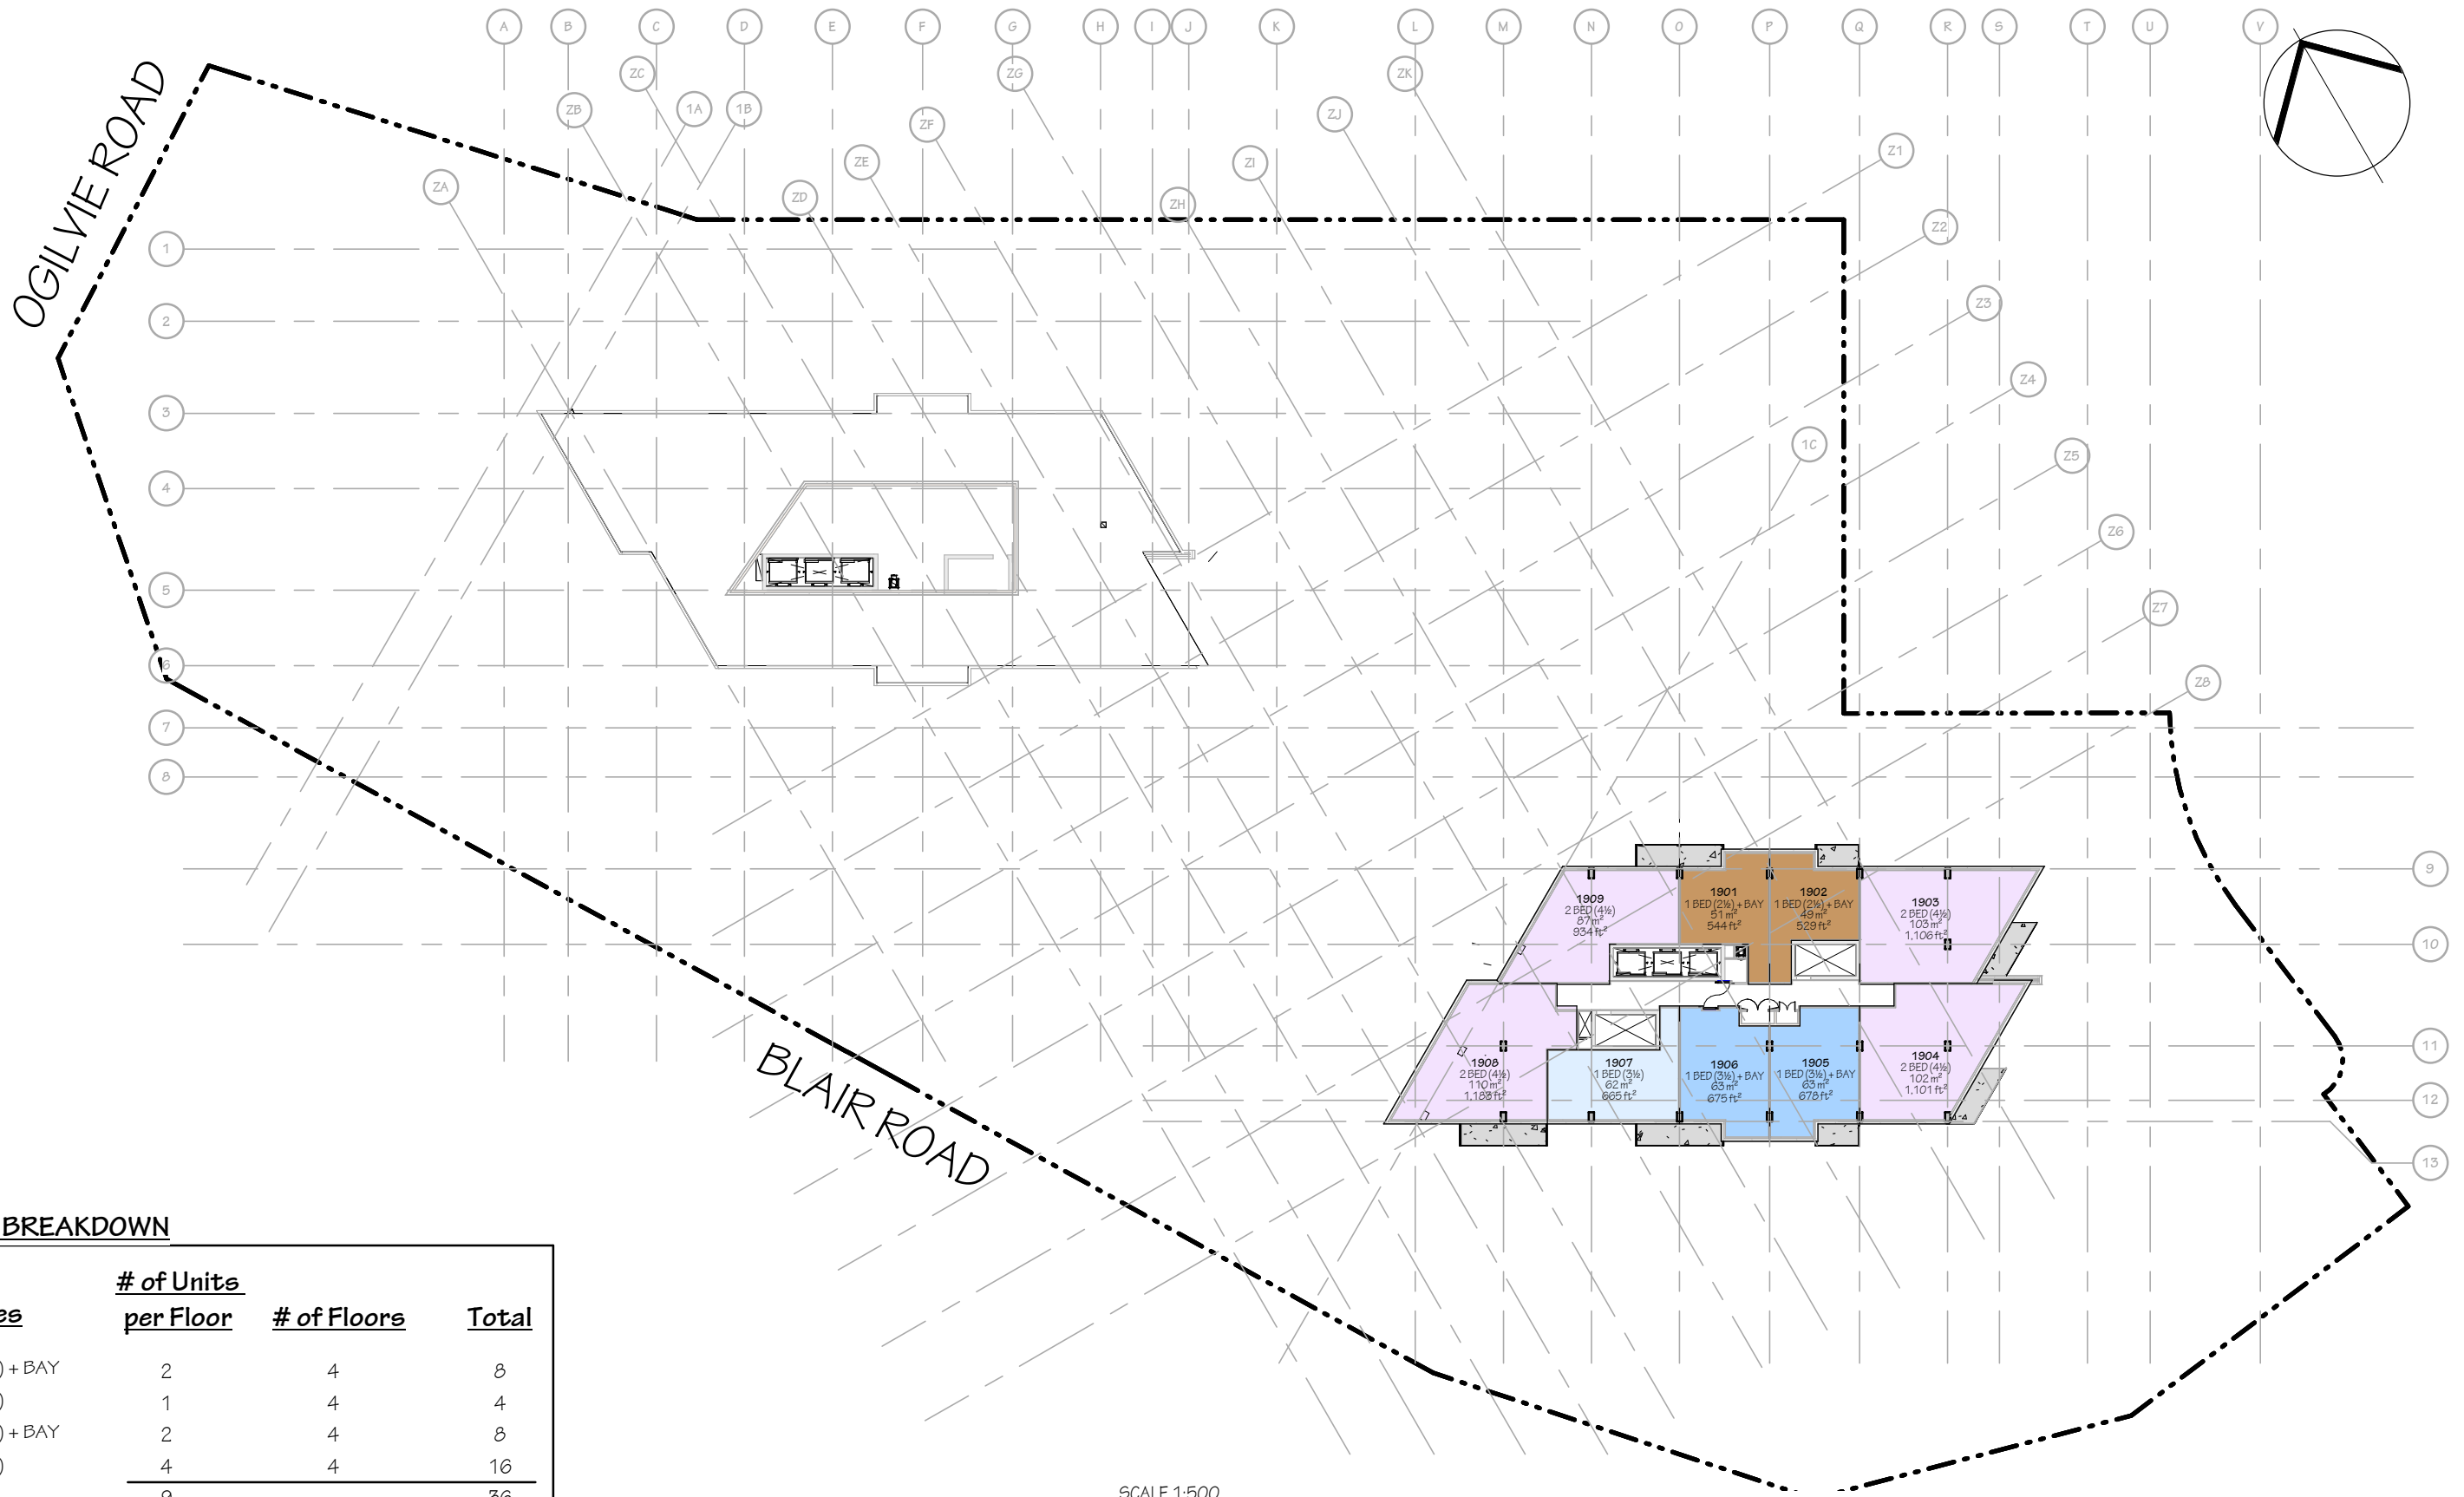 A B C D E F G H I J K L M N O P Q R S T U V
ZC ZG ZK
ZB 1A 1B ZF ZJ
ZE ZI Z1
ZA ZD ZH Z2
OGILVIE ROAD
1
2 Z3
3 Z4
1C Z5
4
Z6
5 Z7
6 Z8
7
8
9
10
11
12
13
1909
2 BED (4½)
87 m²
934 ft²
1901
1 BED (2½) + BAY
51 m²
544 ft²
1902
1 BED (2½) + BAY
49 m²
529 ft²
1903
2 BED (4½)
103 m²
1,106 ft²
1908
2 BED (4½)
110 m²
1,188 ft²
1907
1 BED (3½)
62 m²
665 ft²
1906
1 BED (3½) + BAY
63 m²
675 ft²
1905
1 BED (3½) + BAY
63 m²
678 ft²
1904
2 BED (4½)
102 m²
1,101 ft²
BLAIR ROAD
BREAKDOWN
# of Units
es per Floor # of Floors Total
) + BAY 2 4 8
) 1 4 4
) + BAY 2 4 8
) 4 4 16
9 36
SCALE 1:500